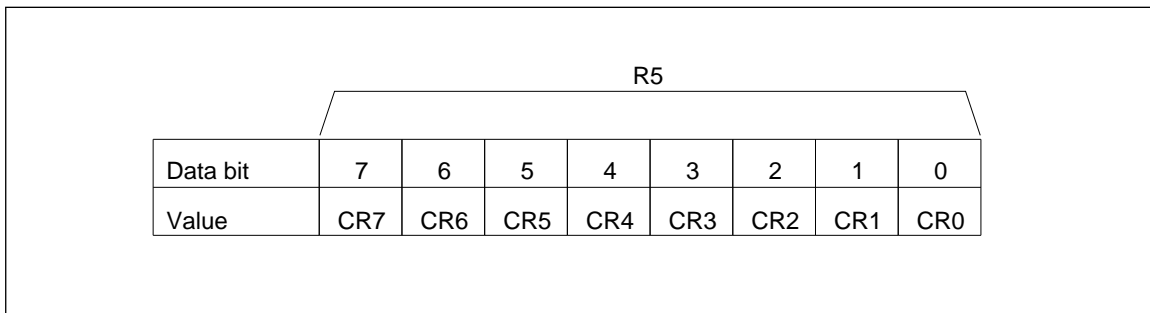 R5
Data bit 7 6 5 4 3 2 1 0
Value CR7 CR6 CR5 CR4 CR3 CR2 CR1 CR0